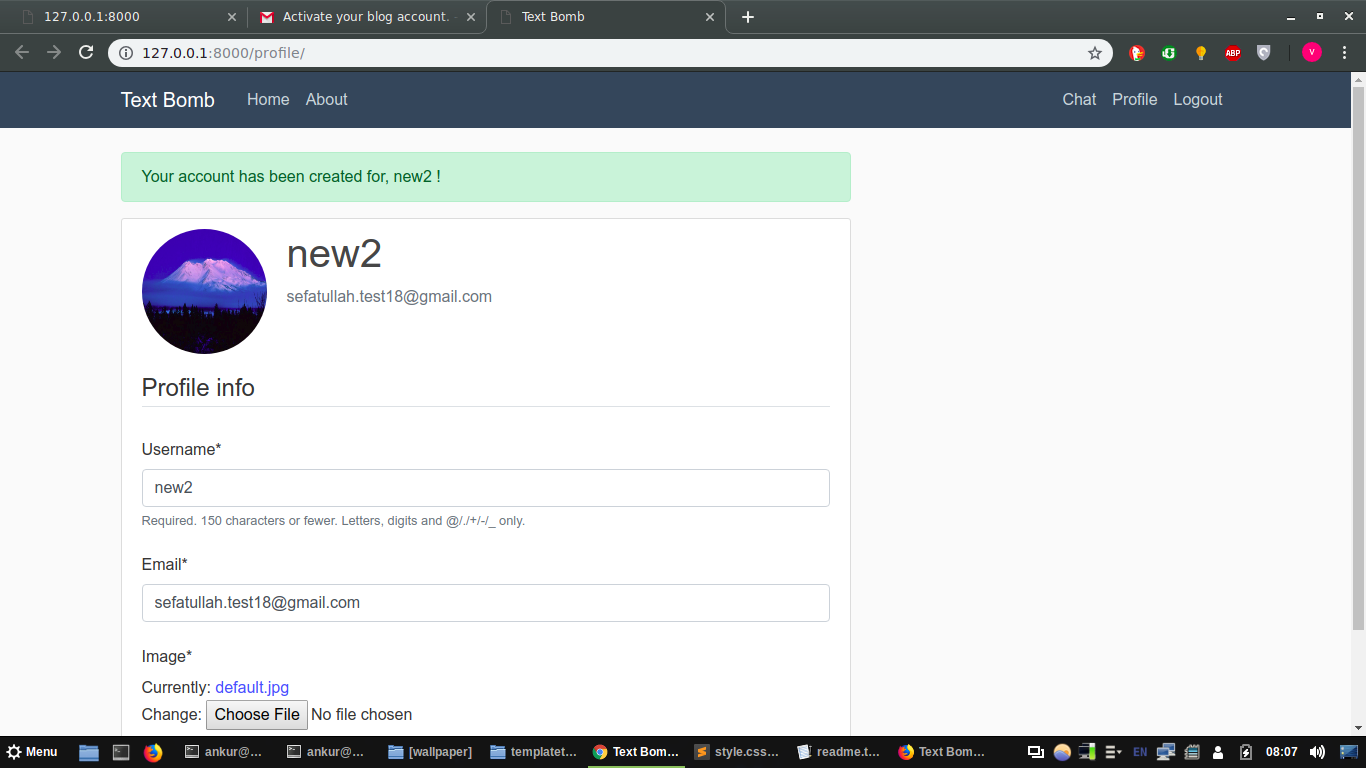 127.0.0.1:8000
Activate your blog account.
Text Bomb
127.0.0.1:8000/profile/
ABP
V
Text Bomb Home About Chat Profile Logout
Your account has been created for, new2 !
new2
sefatullah.test18@gmail.com
Profile info
Username*
new2
Required. 150 characters or fewer. Letters, digits and @/./+/-/_ only.
Email*
sefatullah.test18@gmail.com
Image*
Currently: default.jpg
Change: Choose File No file chosen
Menu ankur@... ankur@... [wallpaper] templatet... Text Bom... style.css... readme.t... Text Bom... EN 08:07